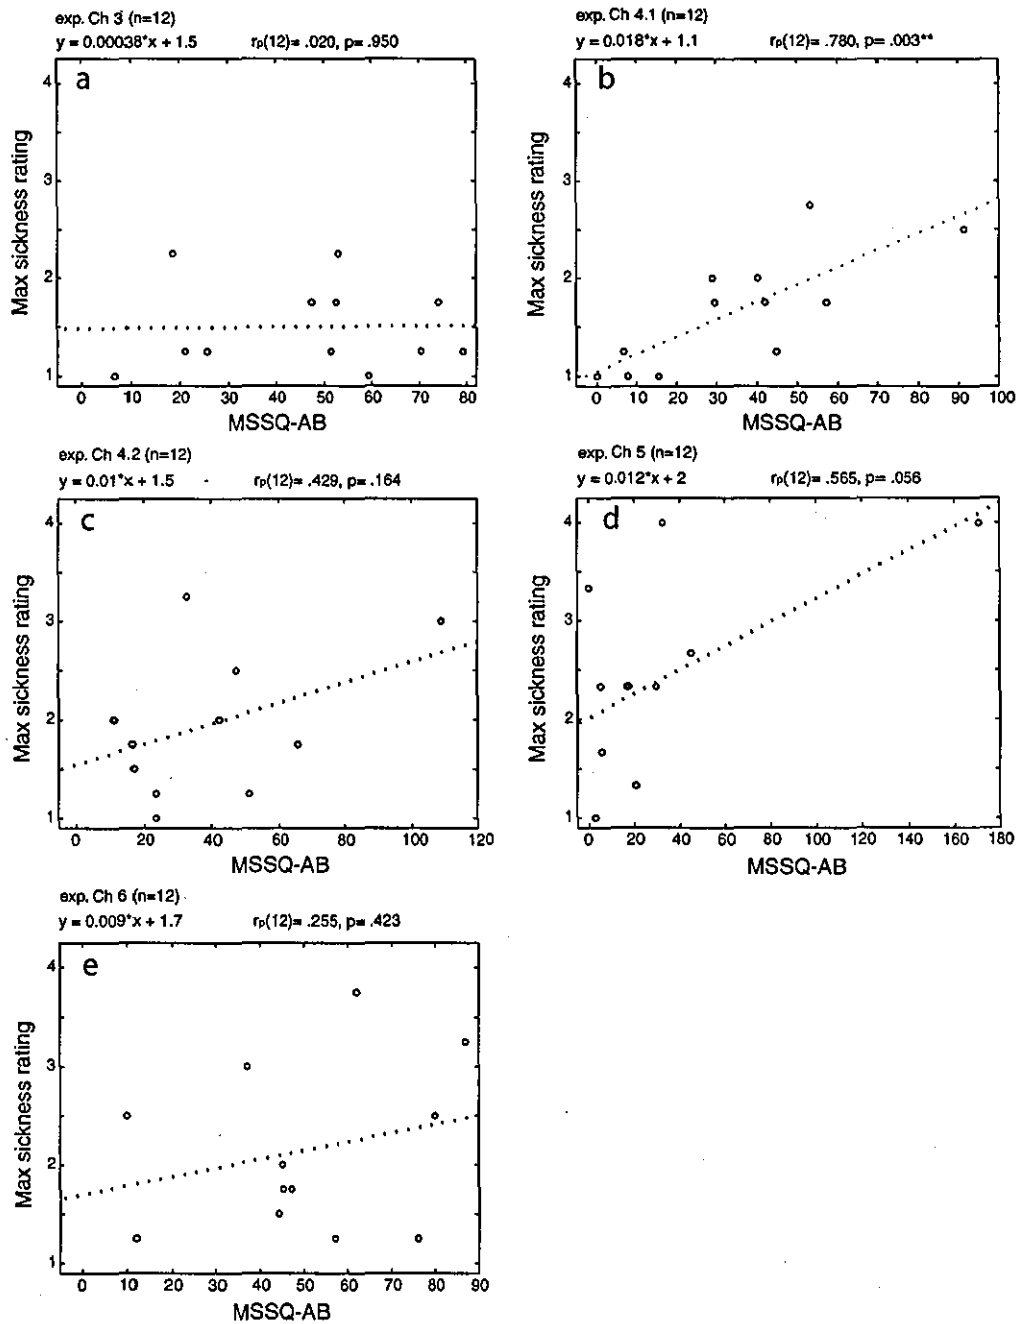 exp. Ch 3 (n=12)
y = 0.00038*x + 1.5 rp(12)= .020, p= .950
a
4
3
2
1
Max sickness rating
0 10 20 30 40 50 60 70 80
MSSQ-AB
exp. Ch 4.1 (n=12)
y = 0.018*x + 1.1 rp(12)= .780, p= .003**
b
4
3
2
1
Max sickness rating
0 10 20 30 40 50 60 70 80 90 100
MSSQ-AB
exp. Ch 4.2 (n=12)
y = 0.01*x + 1.5 rp(12)= .429, p= .164
c
4
3
2
1
Max sickness rating
0 20 40 60 80 100 120
MSSQ-AB
exp. Ch 5 (n=12)
y = 0.012*x + 2 rp(12)= .565, p= .056
d
4
3
2
1
Max sickness rating
0 20 40 60 80 100 120 140 160 180
MSSQ-AB
exp. Ch 6 (n=12)
y = 0.009*x + 1.7 rp(12)= .255, p= .423
e
4
3
2
1
Max sickness rating
0 10 20 30 40 50 60 70 80 90
MSSQ-AB